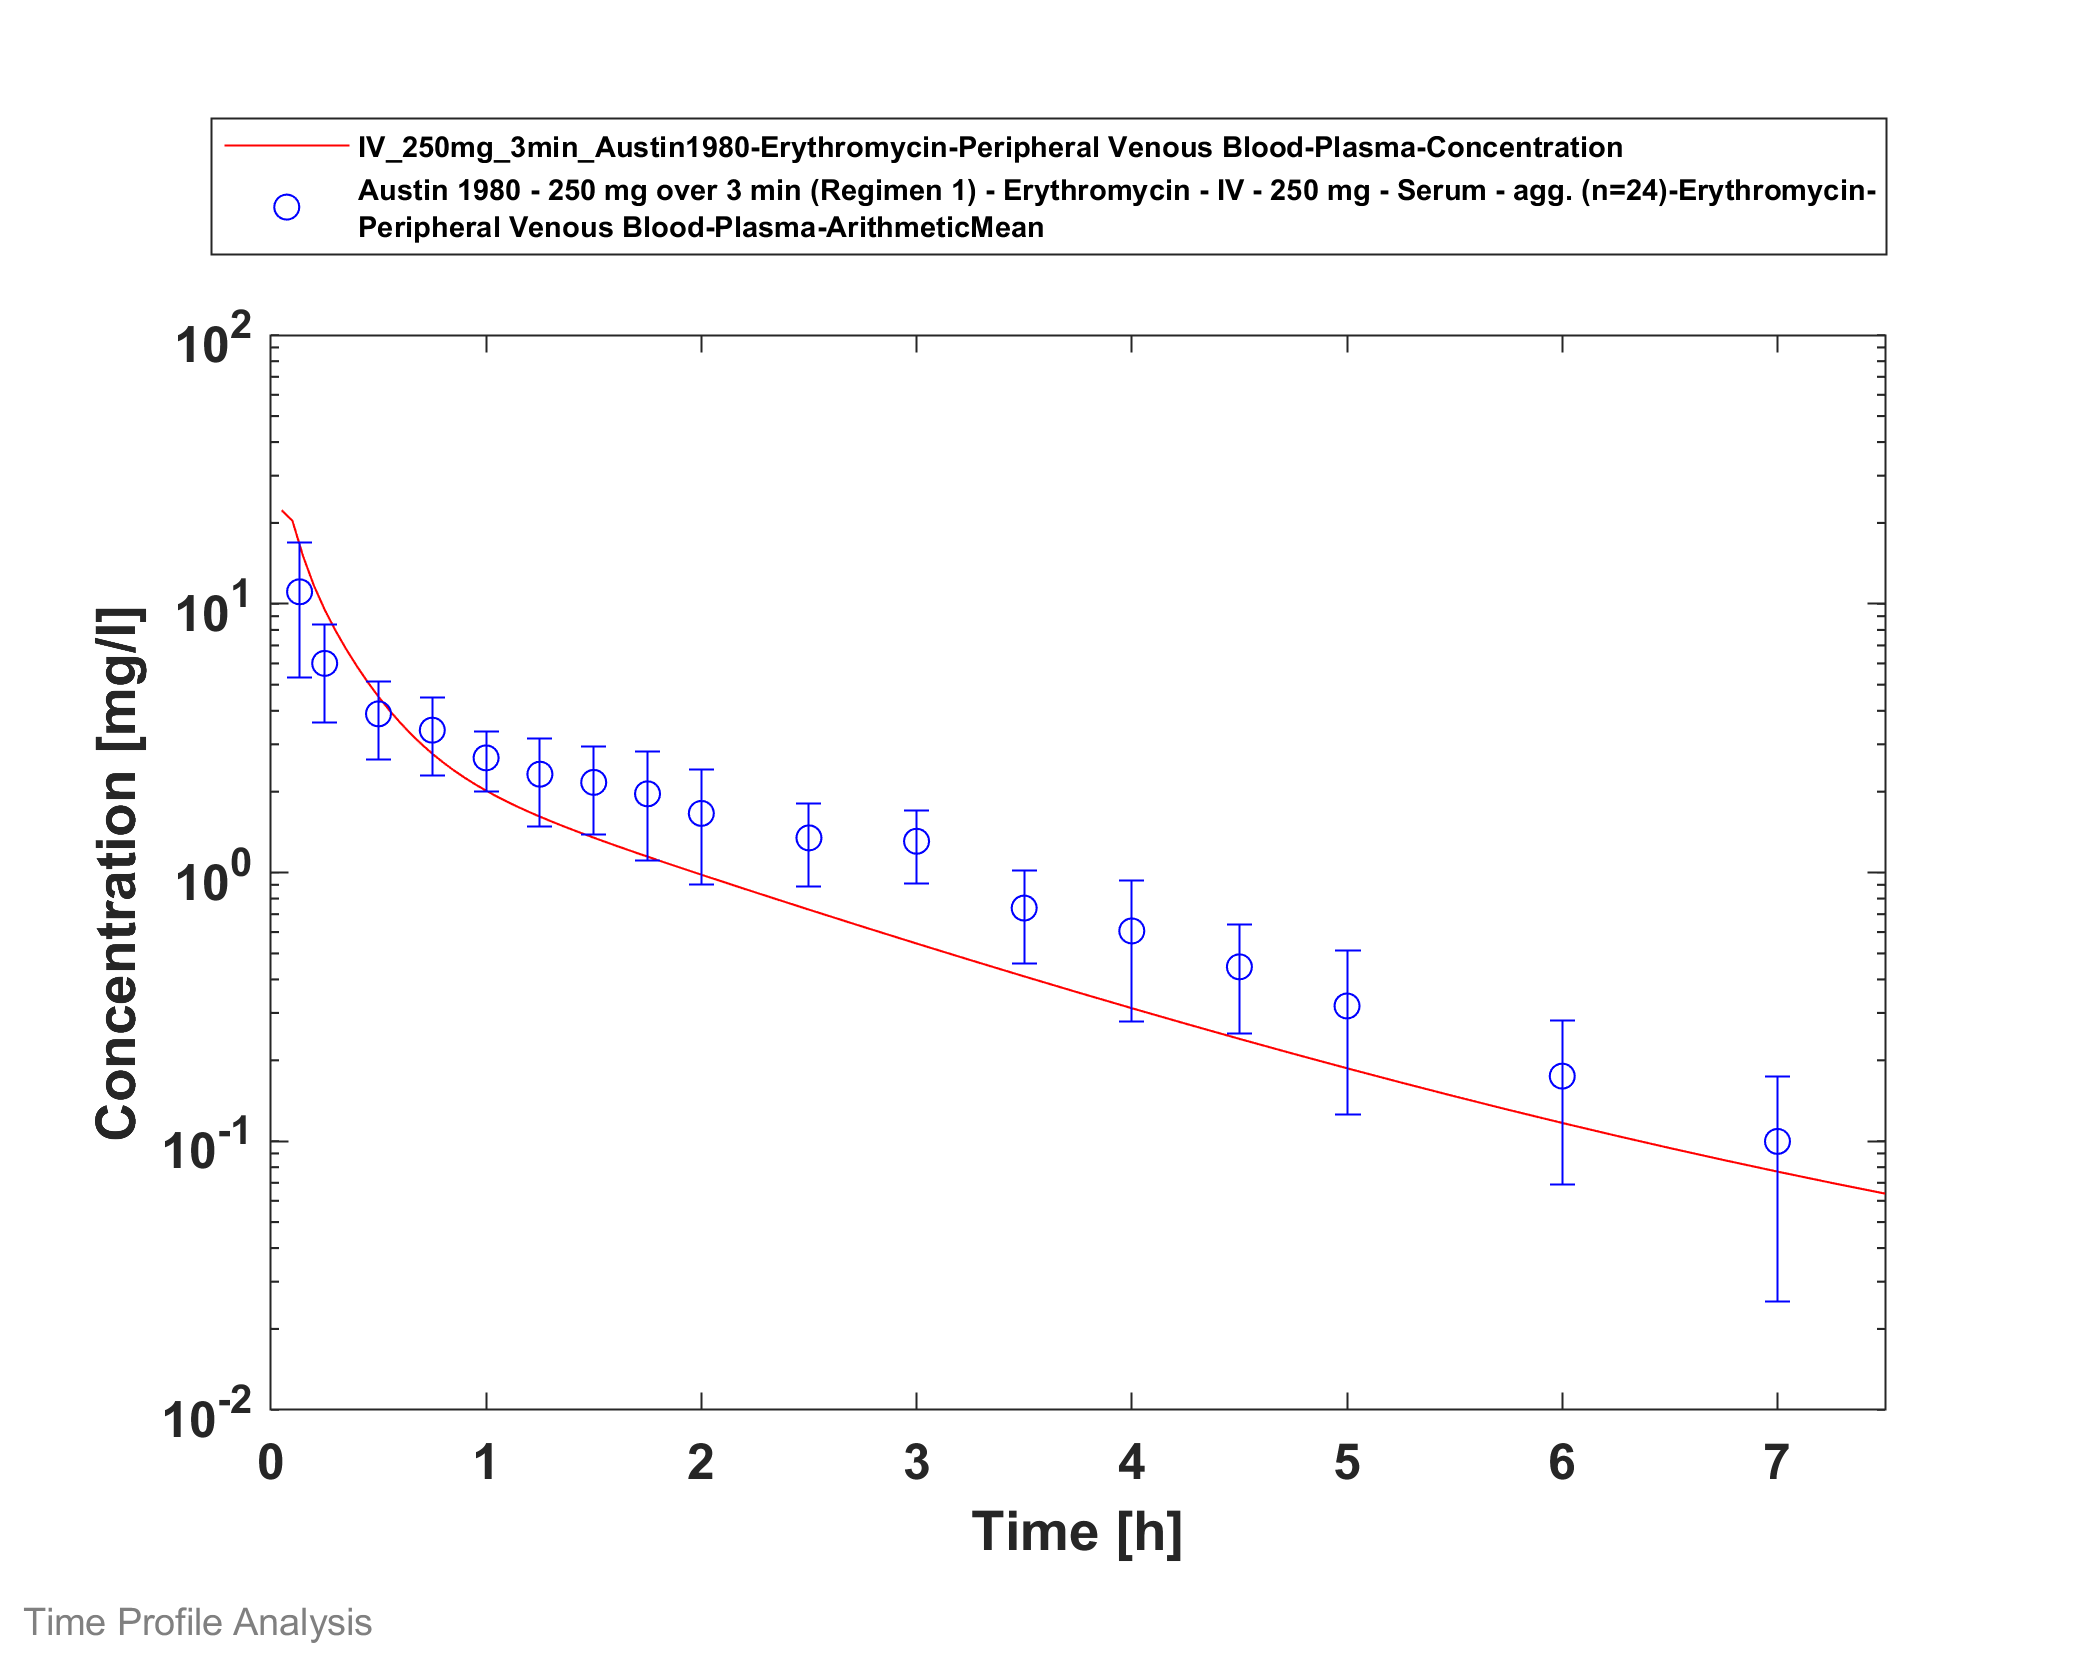 IV_250mg_3min_Austin1980-Erythromycin-Peripheral Venous Blood-Plasma-Concentration
Austin 1980 - 250 mg over 3 min (Regimen 1) - Erythromycin - IV - 250 mg - Serum - agg. (n=24)-Erythromycin-
Peripheral Venous Blood-Plasma-ArithmeticMean
10^2
10^1
10^0
10^-1
10^-2
Concentration [mg/l]
0 1 2 3 4 5 6 7
Time [h]
Time Profile Analysis